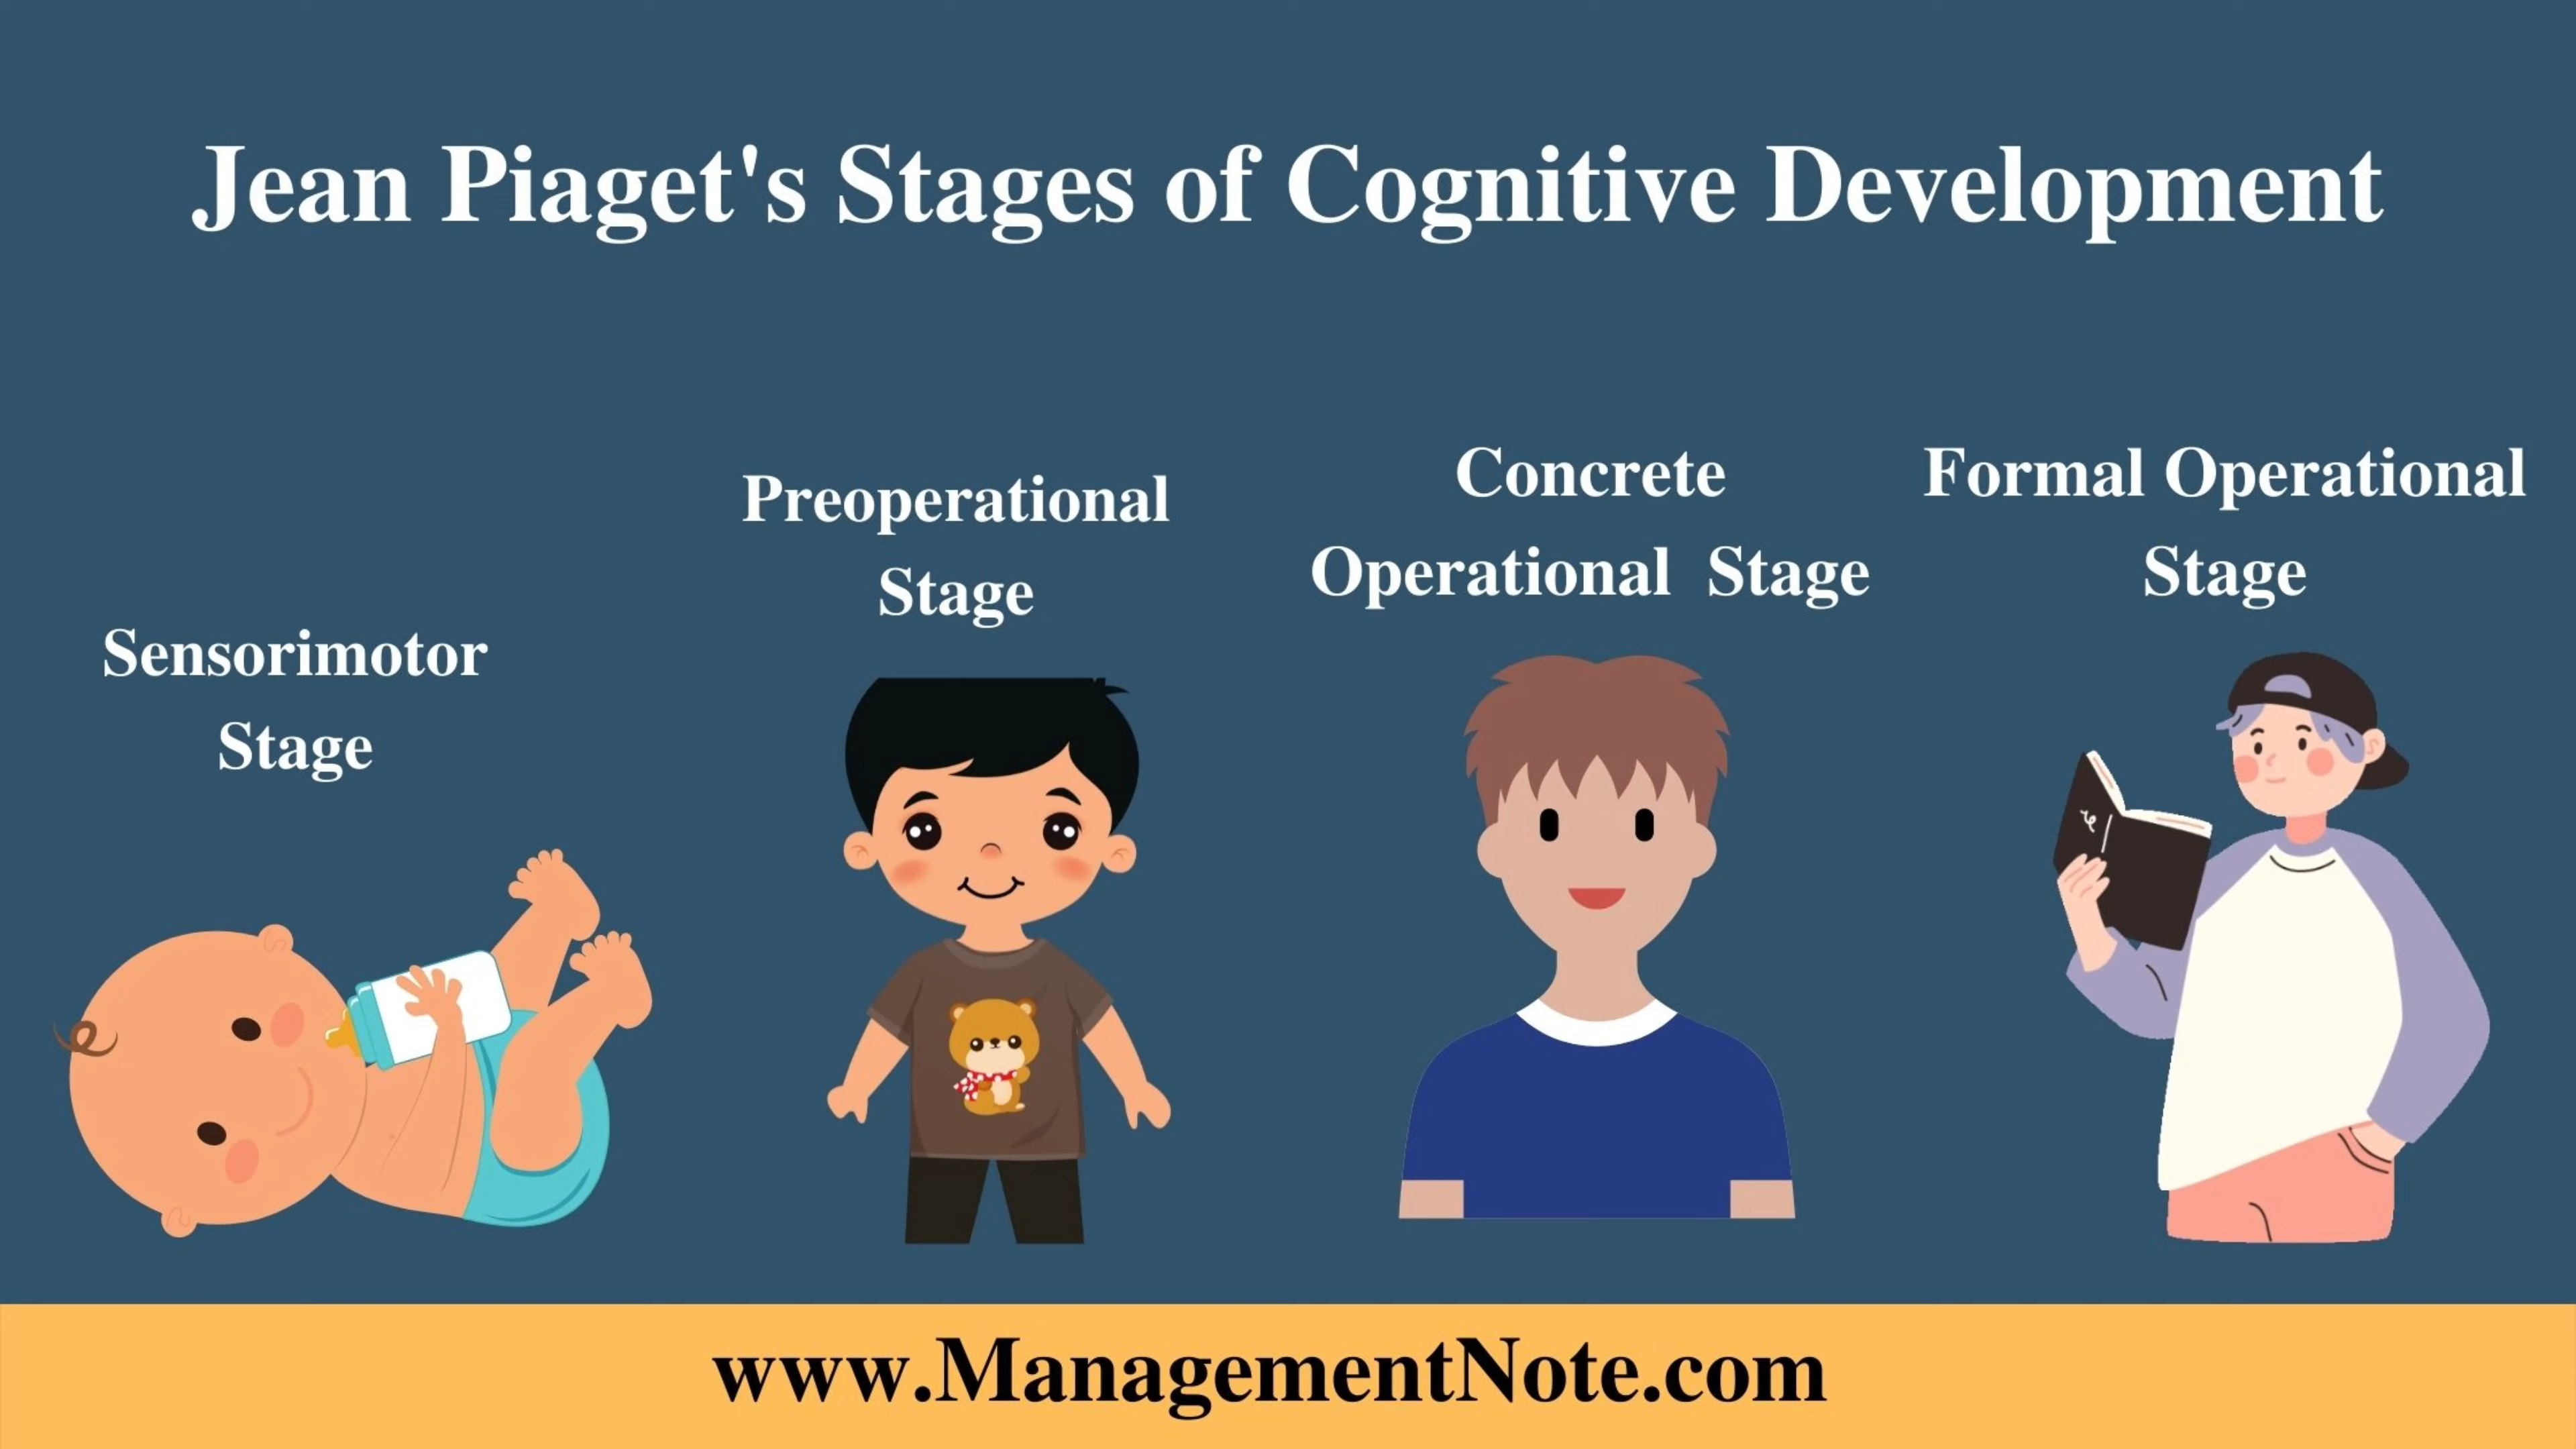 Jean Piaget's Stages of Cognitive Development
Sensorimotor
Stage
Preoperational
Stage
Concrete
Operational Stage
Formal Operational
Stage
www.ManagementNote.com